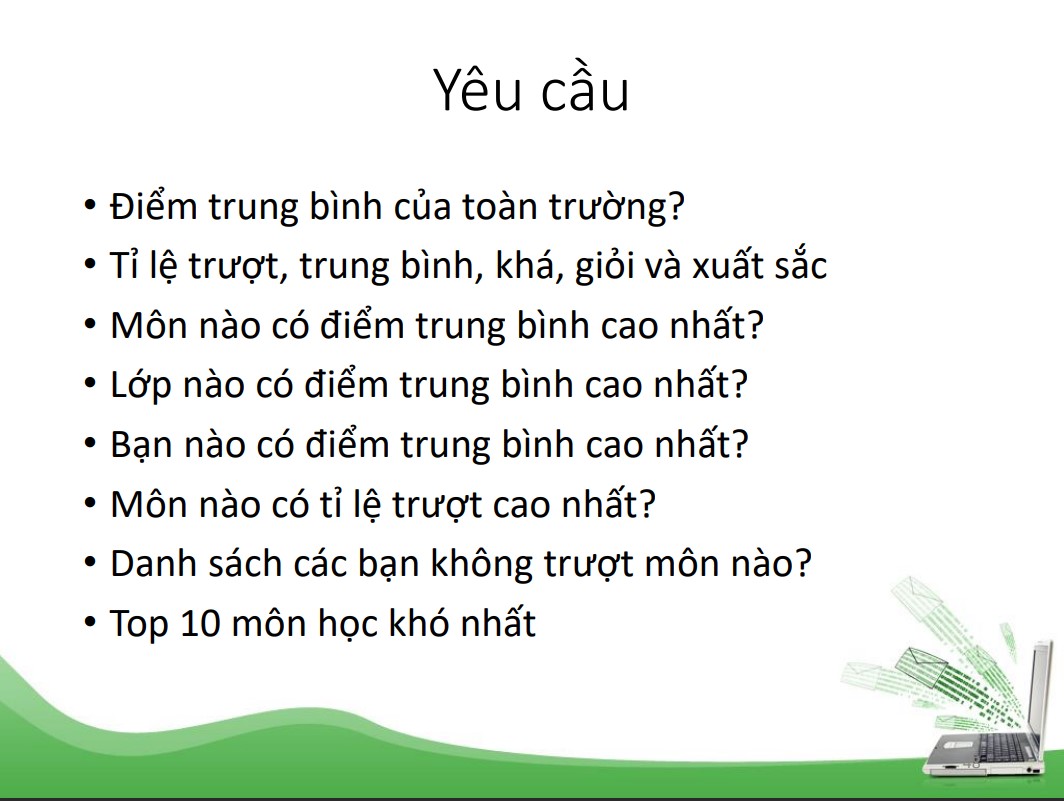 Yêu cầu
• Điểm trung bình của toàn trường?
• Tỉ lệ trượt, trung bình, khá, giỏi và xuất sắc
• Môn nào có điểm trung bình cao nhất?
• Lớp nào có điểm trung bình cao nhất?
• Bạn nào có điểm trung bình cao nhất?
• Môn nào có tỉ lệ trượt cao nhất?
• Danh sách các bạn không trượt môn nào?
• Top 10 môn học khó nhất